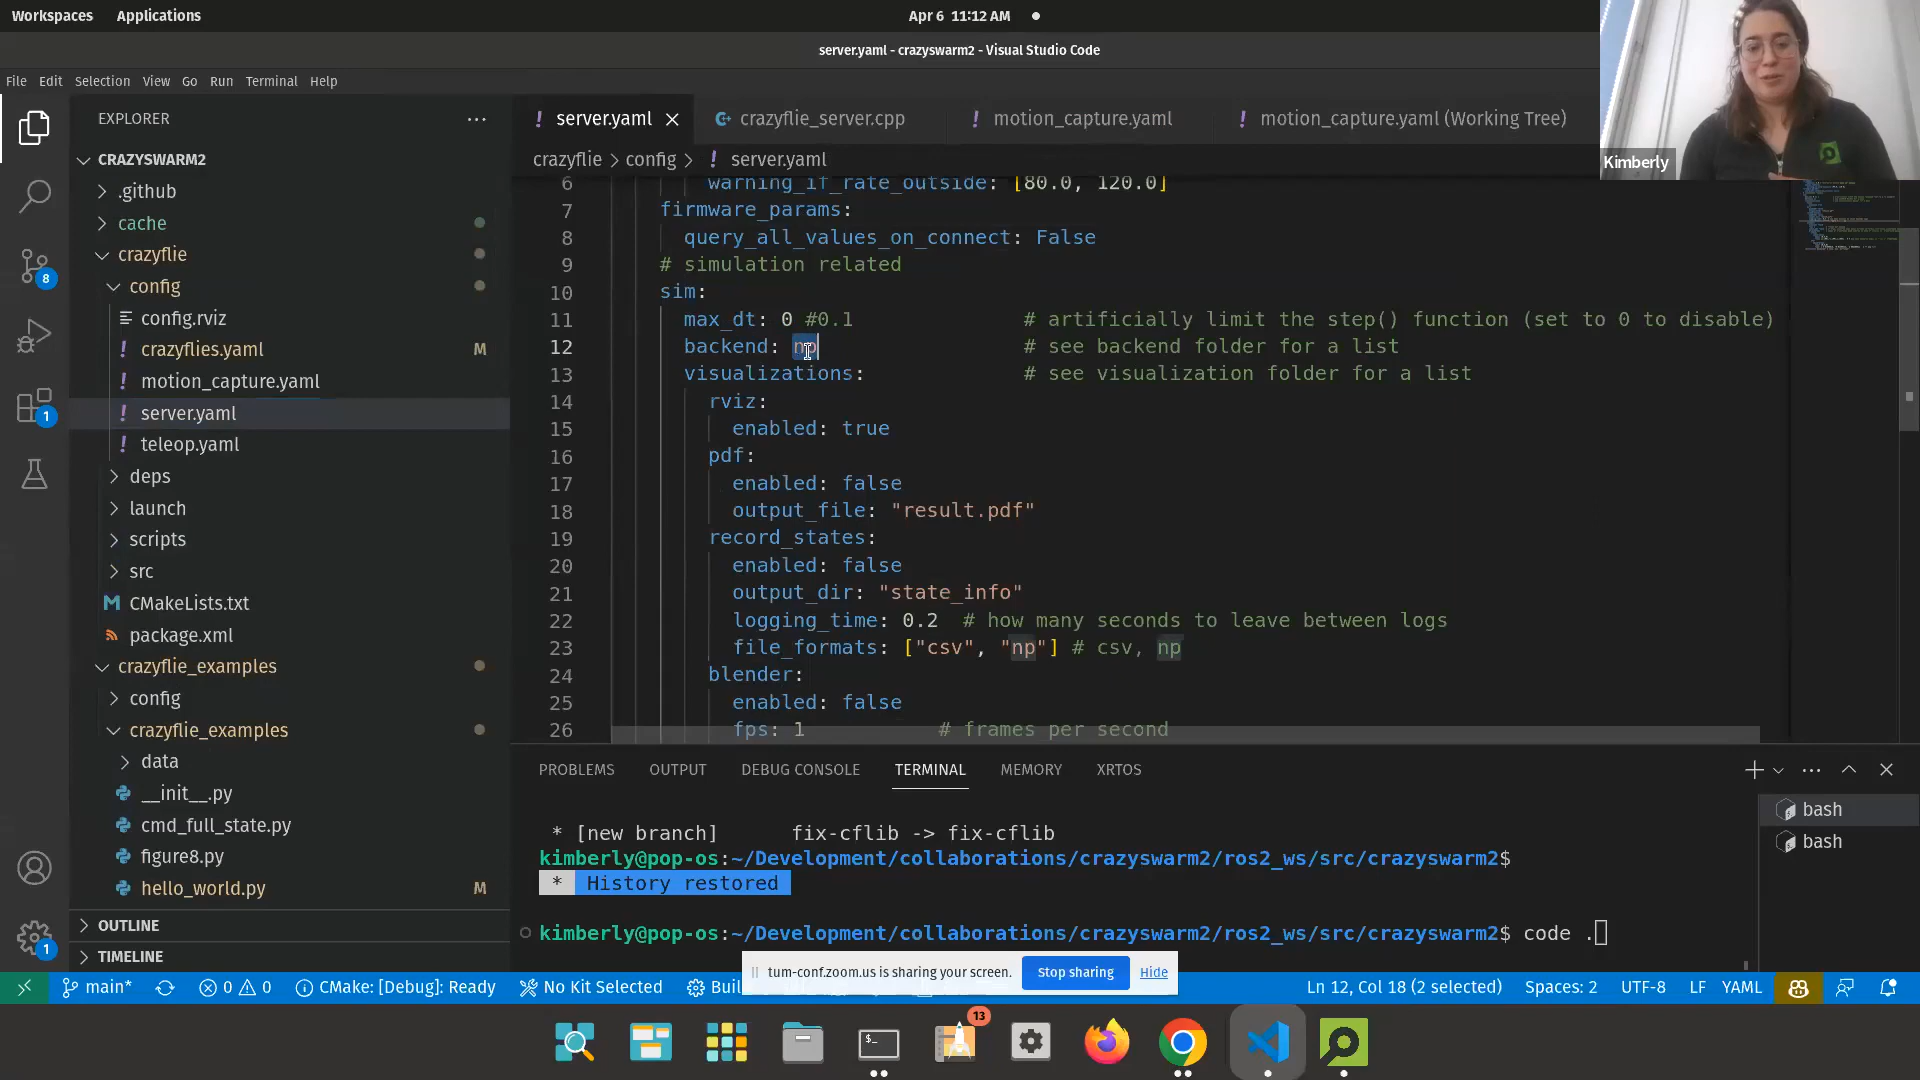 Workspaces Applications Apr 6 11:12 AM
server.yaml - crazyswarm2 - Visual Studio Code
File Edit Selection View Go Run Terminal Help
Kimberly
EXPLORER
CRAZYSWARM2
.github
cache
crazyflie
config
config.rviz
crazyflies.yaml M
motion_capture.yaml
server.yaml
teleop.yaml
deps
launch
scripts
src
CMakeLists.txt
package.xml
crazyflie_examples
config
crazyflie_examples
data
__init__.py
cmd_full_state.py
figure8.py
hello_world.py M
OUTLINE
TIMELINE
8
1
1
server.yaml crazyflie_server.cpp motion_capture.yaml motion_capture.yaml (Working Tree)
crazyflie > config > server.yaml
6 warning_if_rate_outside: [80.0, 120.0]
7 firmware_params:
8 query_all_values_on_connect: False
9 # simulation related
10 sim:
11 max_dt: 0 #0.1 # artificially limit the step() function (set to 0 to disable)
12 backend: np # see backend folder for a list
13 visualizations: # see visualization folder for a list
14 rviz:
15 enabled: true
16 pdf:
17 enabled: false
18 output_file: "result.pdf"
19 record_states:
20 enabled: false
21 output_dir: "state_info"
22 logging_time: 0.2 # how many seconds to leave between logs
23 file_formats: ["csv", "np"] # csv, np
24 blender:
25 enabled: false
26 fps: 1 # frames per second
PROBLEMS OUTPUT DEBUG CONSOLE TERMINAL MEMORY XRTOS
* [new branch] fix-cflib -> fix-cflib
kimberly@pop-os:~/Development/collaborations/crazyswarm2/ros2_ws/src/crazyswarm2$
* History restored
kimberly@pop-os:~/Development/collaborations/crazyswarm2/ros2_ws/src/crazyswarm2$ code .
bash
bash
tum-conf.zoom.us is sharing your screen. Stop sharing Hide
main* 0 0 CMake: [Debug]: Ready No Kit Selected Ln 12, Col 18 (2 selected) Spaces: 2 UTF-8 LF YAML
13